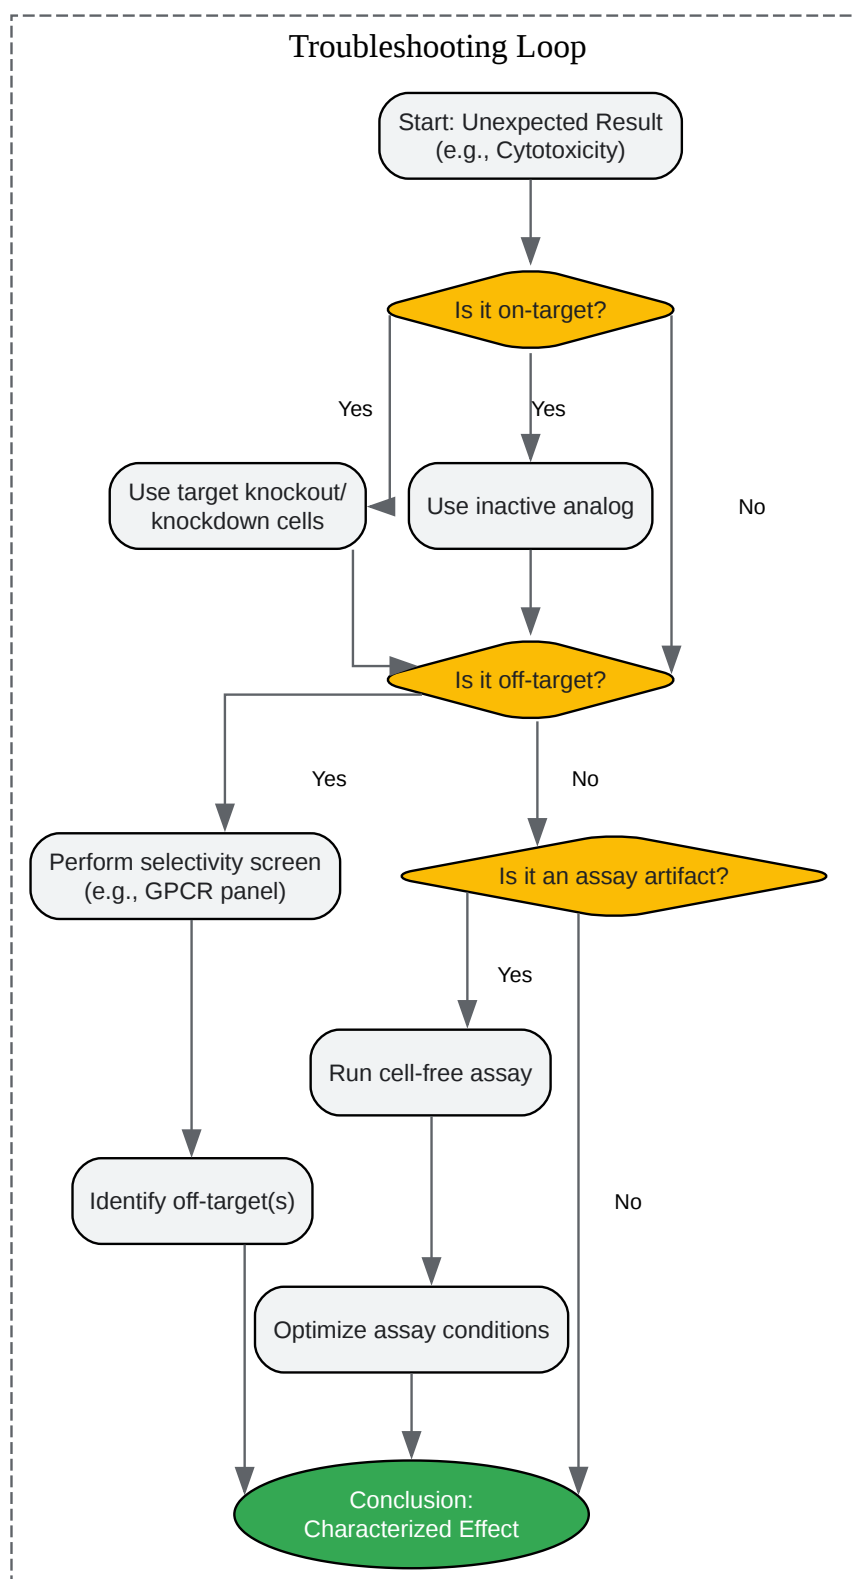 Troubleshooting Loop
Start: Unexpected Result
(e.g., Cytotoxicity)
Is it on-target?
Yes
Yes
Use target knockout/
knockdown cells
Use inactive analog
No
Is it off-target?
Yes
No
Perform selectivity screen
(e.g., GPCR panel)
Is it an assay artifact?
Yes
Run cell-free assay
Identify off-target(s)
No
Optimize assay conditions
Conclusion:
Characterized Effect